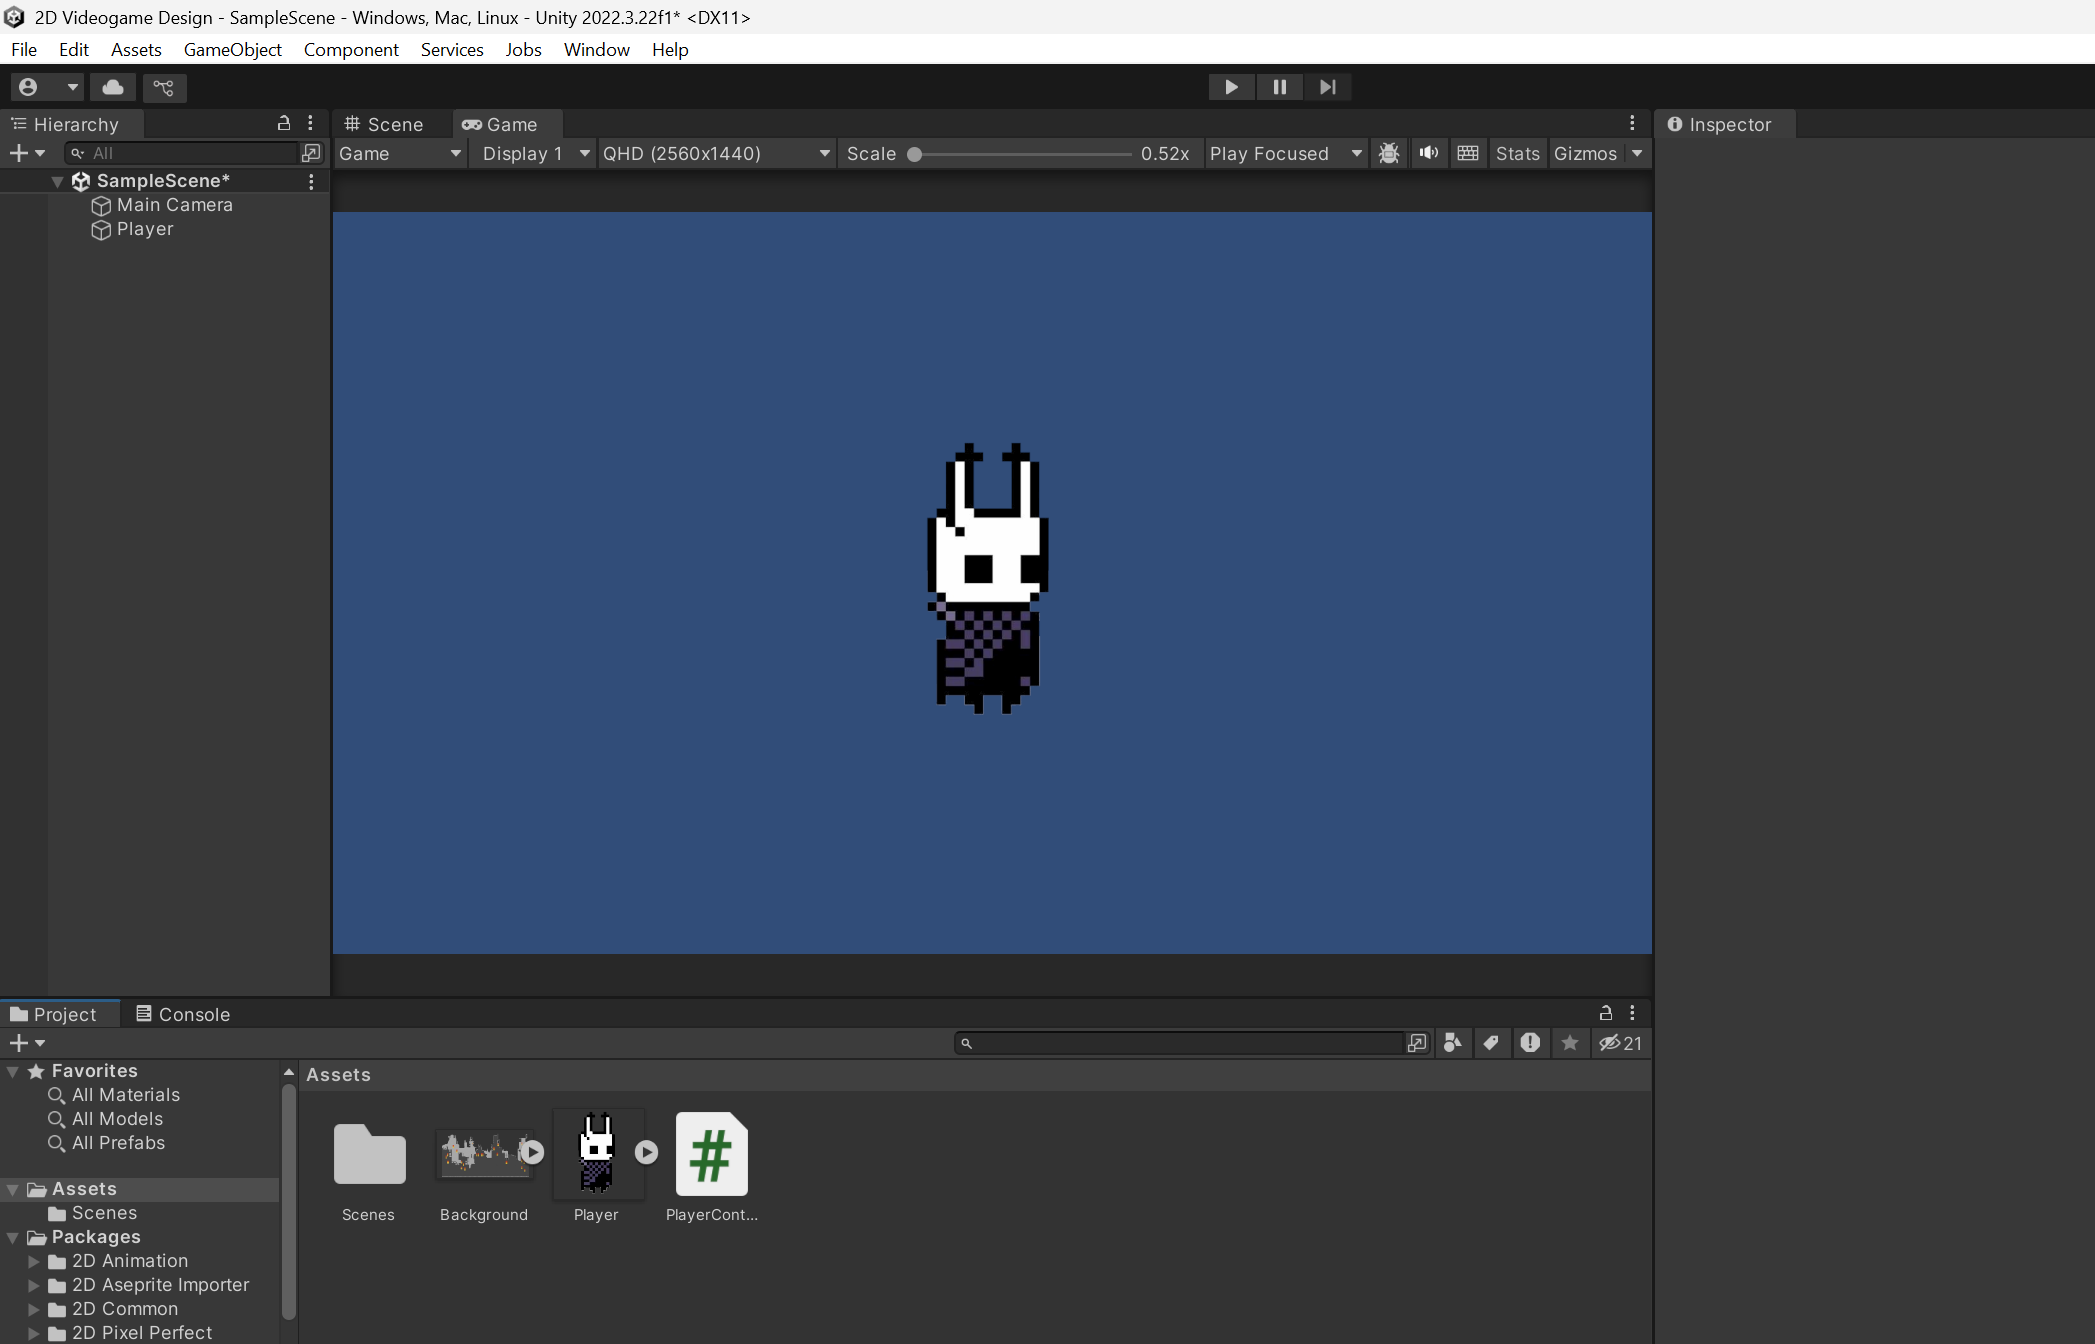 2D Videogame Design - SampleScene - Windows, Mac, Linux - Unity 2022.3.22f1* <DX11>
File Edit Assets GameObject Component Services Jobs Window Help
Hierarchy
Scene
Game
Inspector
All
Game
Display 1
QHD (2560x1440)
Scale
0.52x
Play Focused
Stats
Gizmos
SampleScene*
Main Camera
Player
Project
Console
21
Favorites
All Materials
All Models
All Prefabs
Assets
Scenes
Packages
2D Animation
2D Aseprite Importer
2D Common
2D Pixel Perfect
Assets
Scenes
Background
Player
PlayerCont...